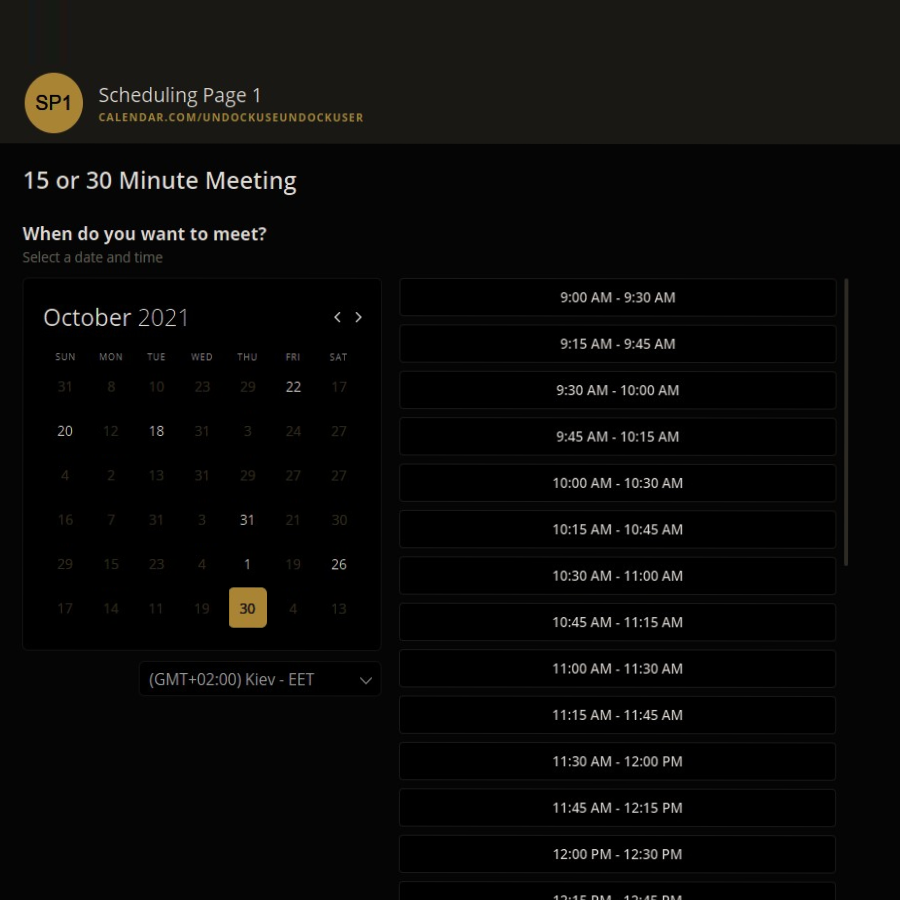 SP1
Scheduling Page 1
CALENDAR.COM/UNDOCKUSEUNDOCKUSER
15 or 30 Minute Meeting
When do you want to meet?
Select a date and time
October 2021
SUN MON TUE WED THU FRI SAT
31 8 10 23 29 22 17
20 12 18 31 3 24 27
4 2 13 31 29 27 27
16 7 31 3 31 21 30
29 15 23 4 1 19 26
17 14 11 19 30 4 13
(GMT+02:00) Kiev - EET
9:00 AM - 9:30 AM
9:15 AM - 9:45 AM
9:30 AM - 10:00 AM
9:45 AM - 10:15 AM
10:00 AM - 10:30 AM
10:15 AM - 10:45 AM
10:30 AM - 11:00 AM
10:45 AM - 11:15 AM
11:00 AM - 11:30 AM
11:15 AM - 11:45 AM
11:30 AM - 12:00 PM
11:45 AM - 12:15 PM
12:00 PM - 12:30 PM
12:15 PM - 12:45 PM